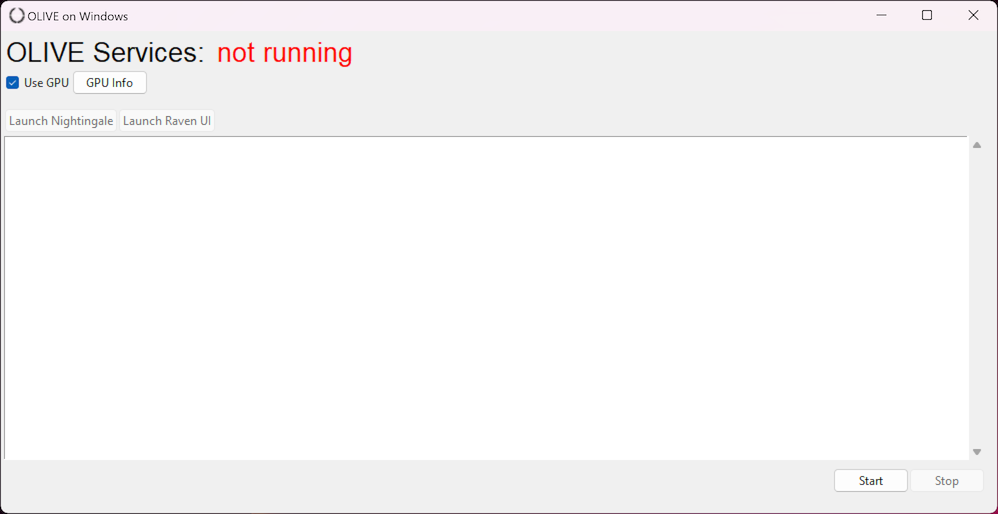 OLIVE on Windows
OLIVE Services: not running
Use GPU GPU Info
Launch Nightingale Launch Raven UI
Start Stop